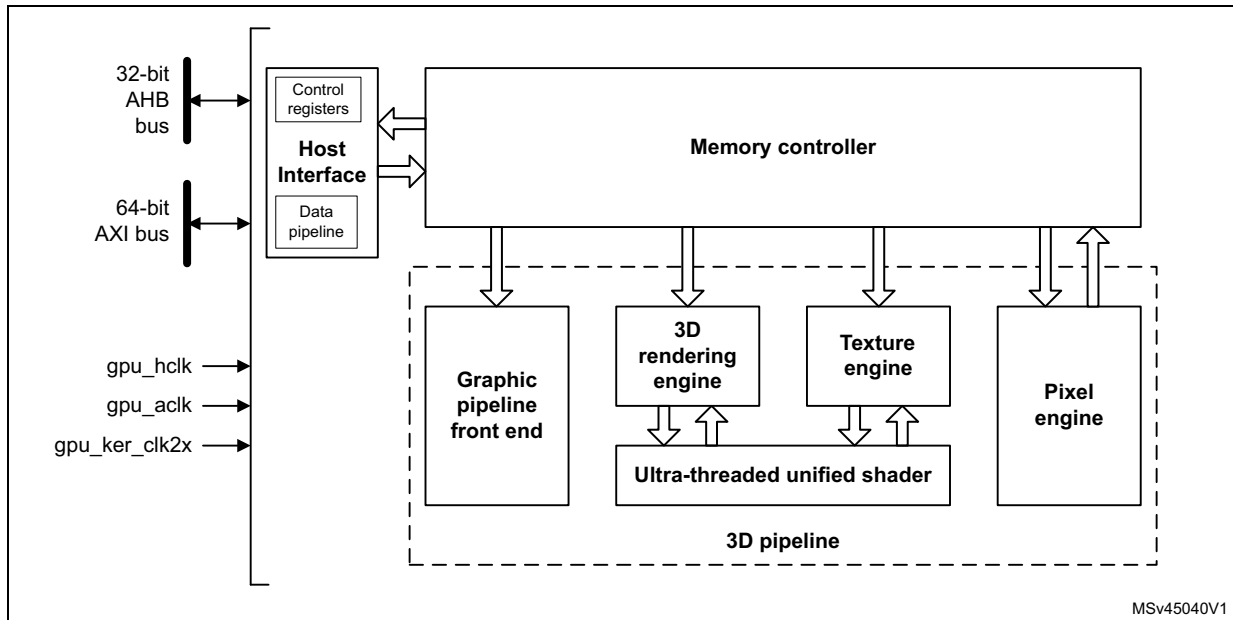 32-bit
AHB
bus
64-bit
AXI bus
gpu_hclk
gpu_aclk
gpu_ker_clk2x
Control
registers
Host
Interface
Data
pipeline
Memory controller
Graphic
pipeline
front end
3D
rendering
engine
Texture
engine
Pixel
engine
Ultra-threaded unified shader
3D pipeline
MSv45040V1